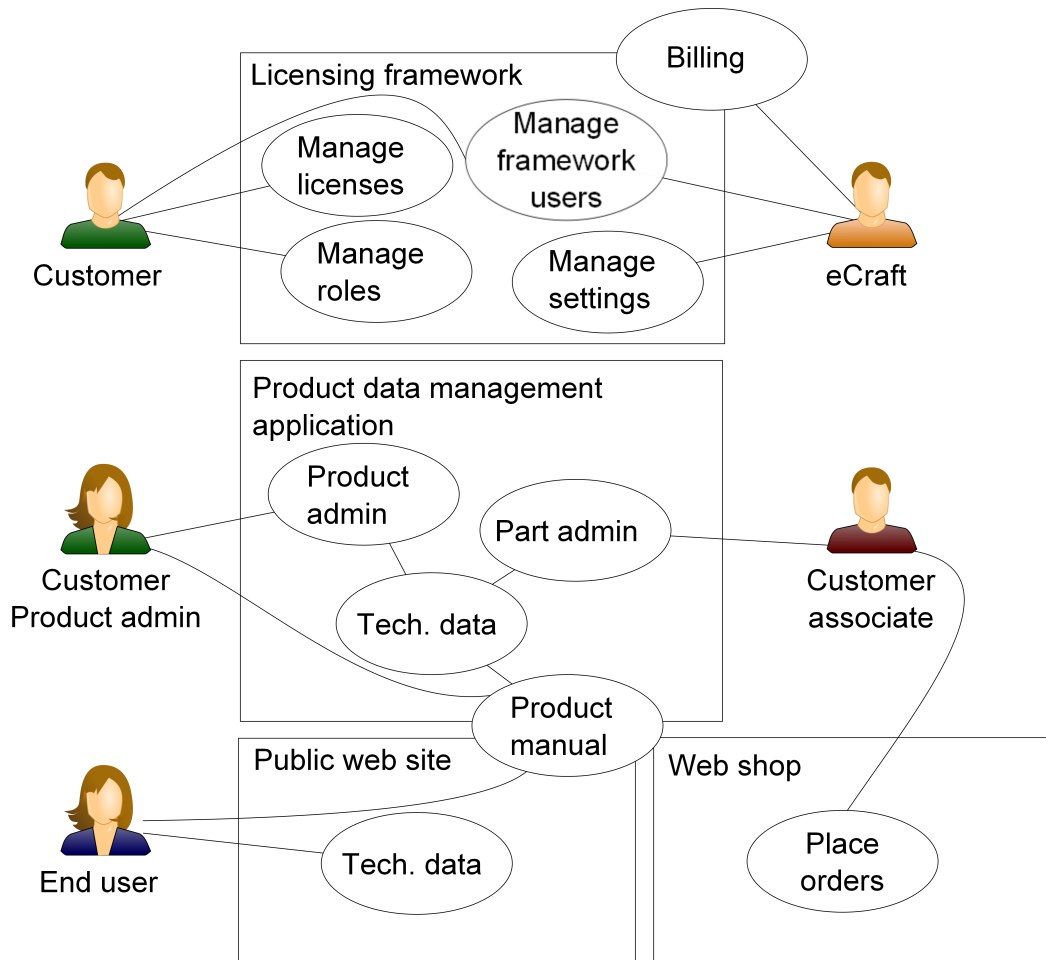 Billing
Licensing framework
Manage
framework
users
Manage
licenses
Manage
roles
Manage
settings
Customer
eCraft
Product data management
application
Product
admin
Part admin
Tech. data
Customer
Product admin
Customer
associate
Product
manual
Public web site
Web shop
Tech. data
Place
orders
End user